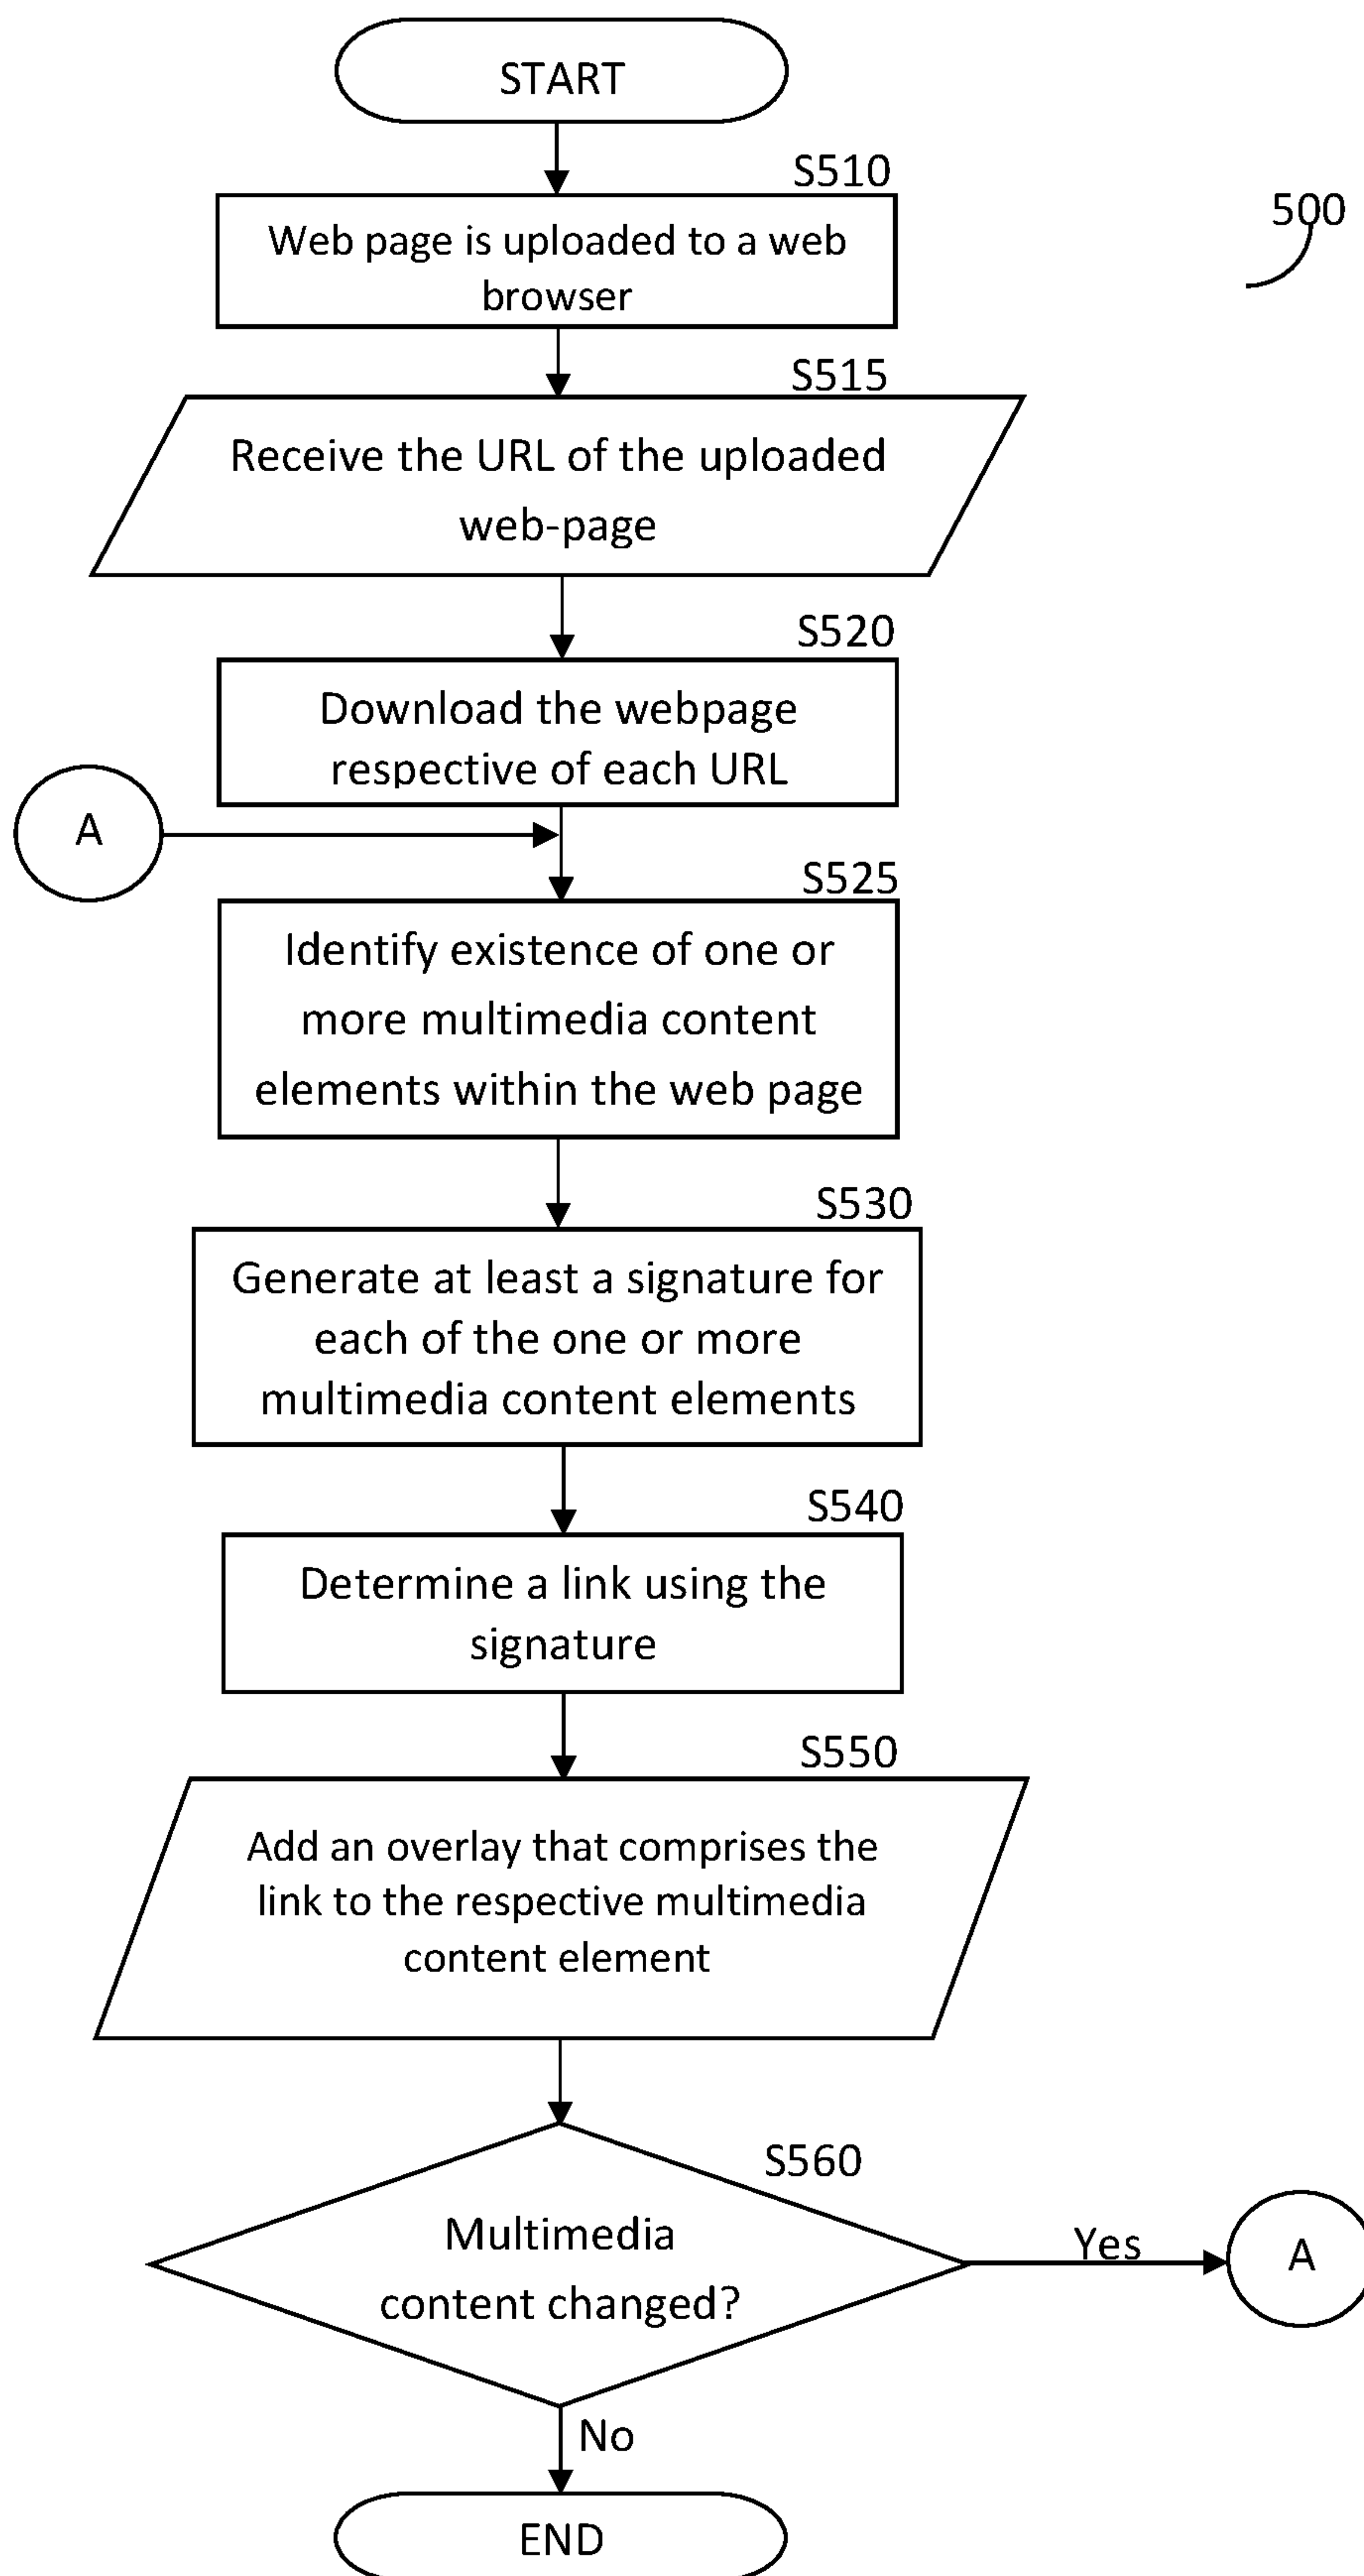 START
S510
500
Web page is uploaded to a web
browser
S515
Receive the URL of the uploaded
web-page
S520
Download the webpage
respective of each URL
A
S525
Identify existence of one or
more multimedia content
elements within the web page
S530
Generate at least a signature for
each of the one or more
multimedia content elements
S540
Determine a link using the
signature
S550
Add an overlay that comprises the
link to the respective multimedia
content element
S560
Multimedia
content changed?
Yes
A
No
END